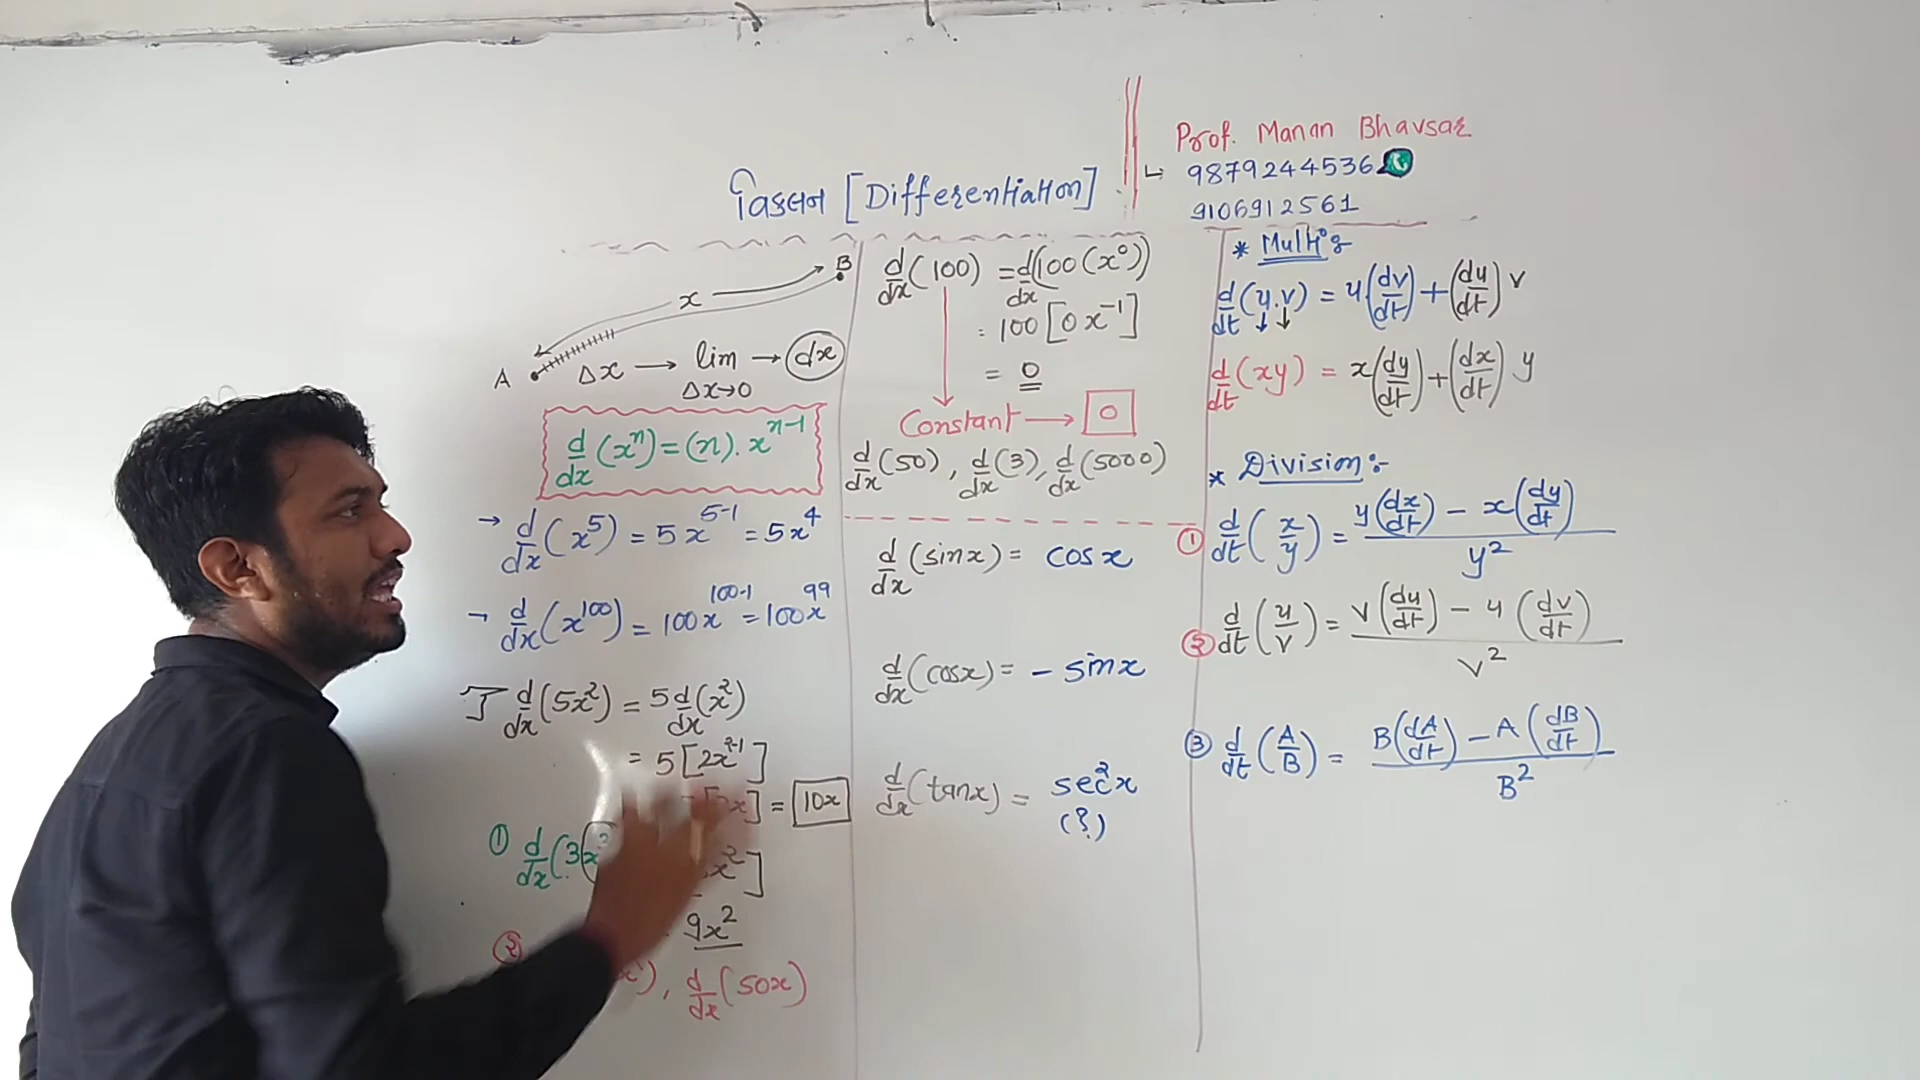 Prof. Manan Bhavsar
↳ 9879244536
9106912561
વિકલન [Differentiation]
B
x
A
Δx → lim → dx
Δx→0
d/dx (xⁿ) = (n). xⁿ⁻¹
→ d/dx (x⁵) = 5x⁵⁻¹ = 5x⁴
→ d/dx (x¹⁰⁰) = 100x¹⁰⁰⁻¹ = 100x⁹⁹
d/dx (5x²) = 5 d/dx (x²)
= 5 [2x²⁻¹]
x] = 10x
① d/dx (3x
x²]
9x²
②
), d/dx (50x)
d/dx (100) = d/dx (100 (x⁰))
= 100 [0 x⁻¹]
= 0
Constant → 0
d/dx (50), d/dx (3), d/dx (5000)
d/dx (sinx) = cos x
d/dx (cosx) = - sinx
d/dx (tanx) = sec²x
(?)
* Multi°:
d/dt (u.v) = u (dv/dt) + (du/dt) v
d/dt (xy) = x (dy/dt) + (dx/dt) y
* Division:-
① d/dt (x/y) = y (dx/dt) - x (dy/dt) / y²
② d/dt (u/v) = v (du/dt) - u (dv/dt) / v²
③ d/dt (A/B) = B (dA/dt) - A (dB/dt) / B²